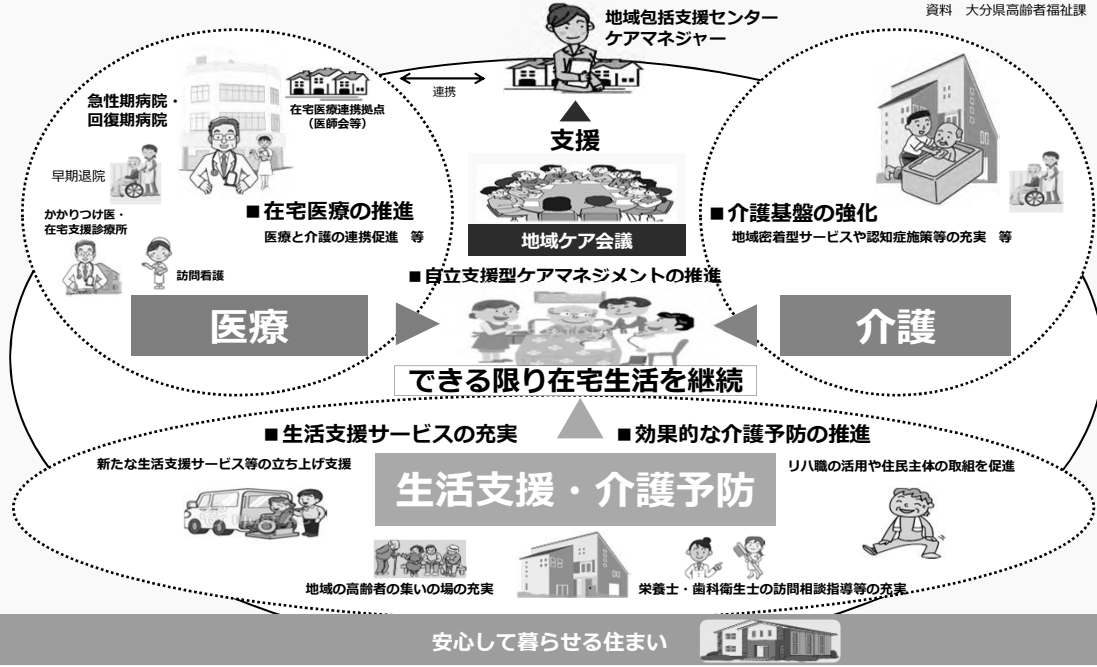 資料　大分県高齢者福祉課
地域包括支援センター
ケアマネジャー
連携
急性期病院・
回復期病院
在宅医療連携拠点
（医師会等）
早期退院
かかりつけ医・
在宅支援診療所
訪問看護
■在宅医療の推進
医療と介護の連携促進　等
医療
支援
地域ケア会議
■自立支援型ケアマネジメントの推進
■介護基盤の強化
地域密着型サービスや認知症施策等の充実　等
介護
できる限り在宅生活を継続
■生活支援サービスの充実
新たな生活支援サービス等の立ち上げ支援
■効果的な介護予防の推進
リハ職の活用や住民主体の取組を促進
生活支援・介護予防
地域の高齢者の集いの場の充実
栄養士・歯科衛生士の訪問相談指導等の充実
安心して暮らせる住まい